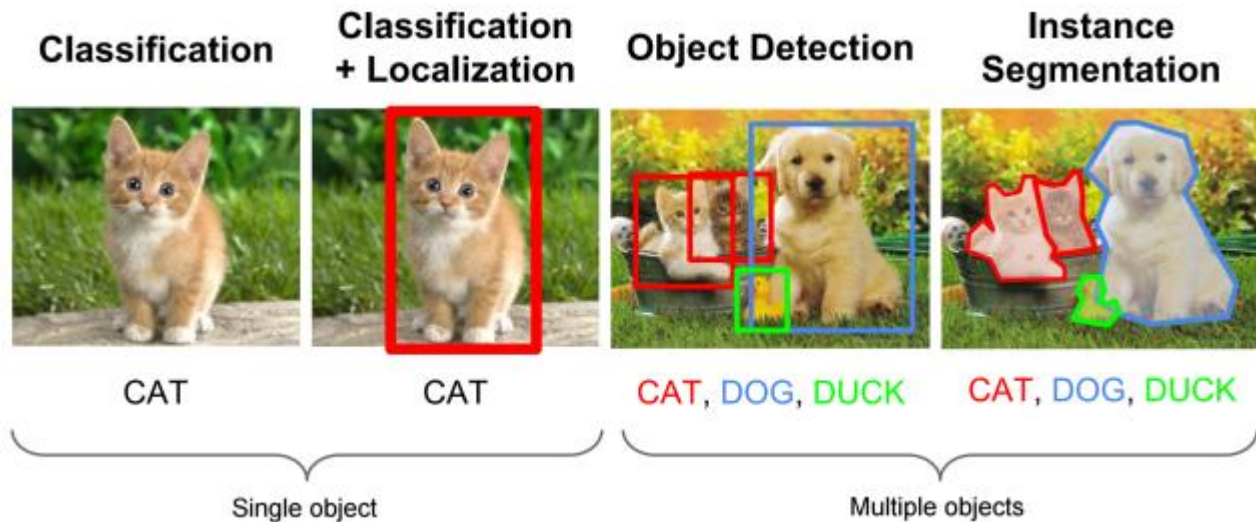 Classification
Classification
+ Localization
Object Detection
Instance
Segmentation
CAT
CAT
CAT, DOG, DUCK
CAT, DOG, DUCK
Single object
Multiple objects